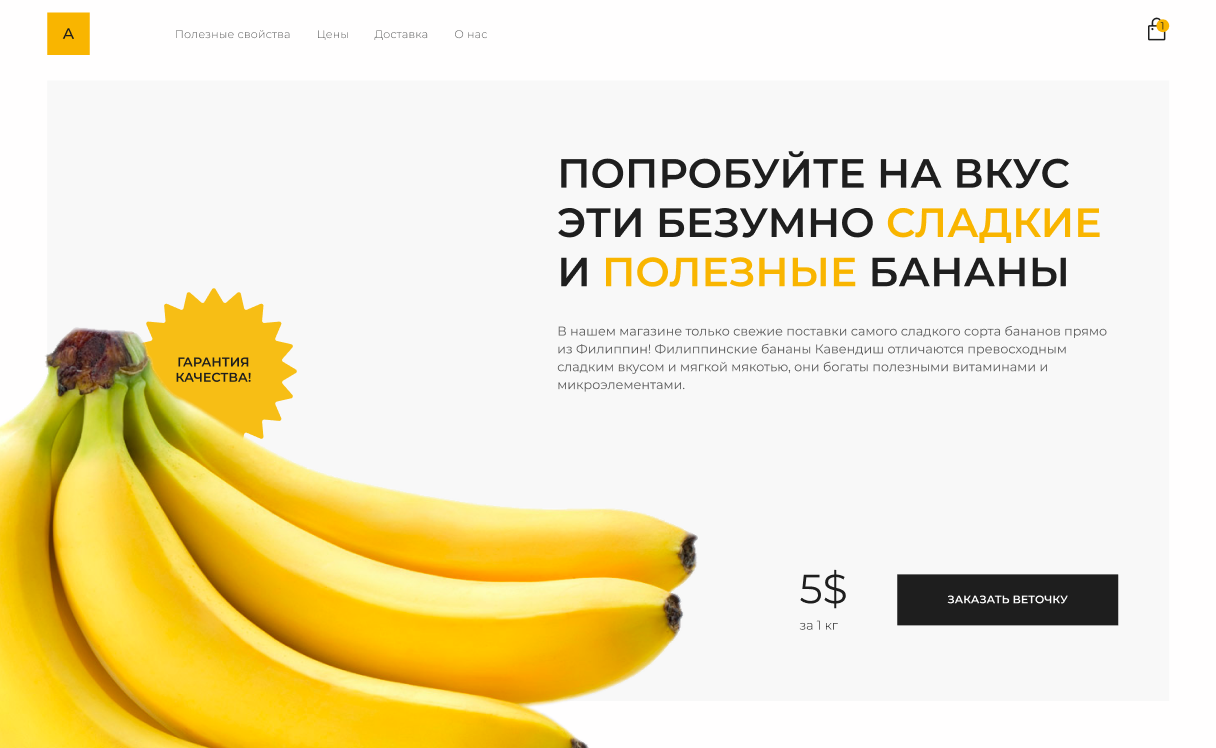 А
Полезные свойства Цены Доставка О нас
1
ПОПРОБУЙТЕ НА ВКУС
ЭТИ БЕЗУМНО СЛАДКИЕ
И ПОЛЕЗНЫЕ БАНАНЫ
В нашем магазине только свежие поставки самого сладкого сорта бананов прямо
из Филиппин! Филиппинские бананы Кавендиш отличаются превосходным
сладким вкусом и мягкой мякотью, они богаты полезными витаминами и
микроэлементами.
ГАРАНТИЯ
КАЧЕСТВА!
5$
за 1 кг
ЗАКАЗАТЬ ВЕТОЧКУ